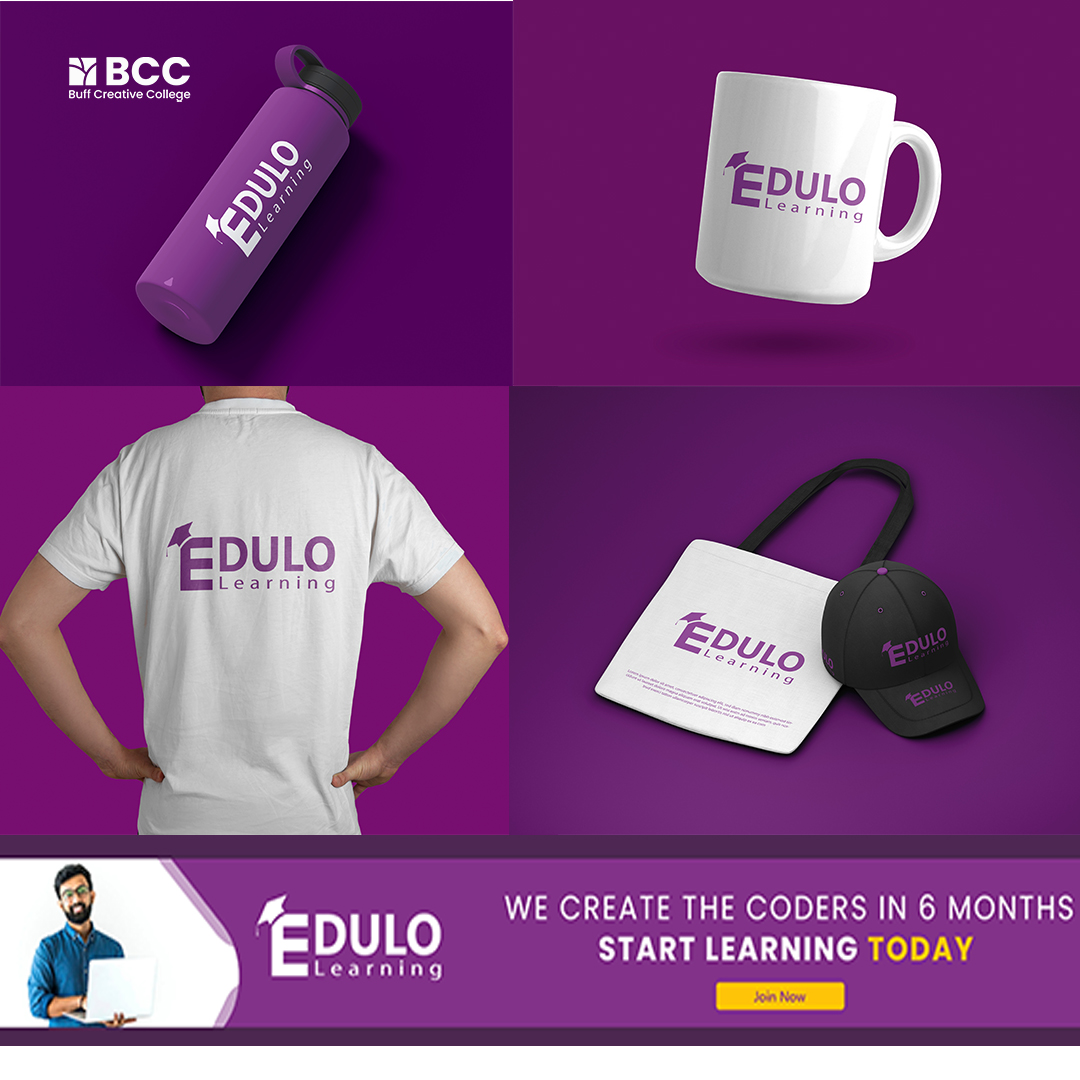 BCC
Buff Creative College
EDULO
Learning
EDULO
Learning
EDULO
Learning
EDULO
Learning
EDULO
Learning
EDULO
EDULO
Learning
WE CREATE THE CODERS IN 6 MONTHS
START LEARNING TODAY
Join Now